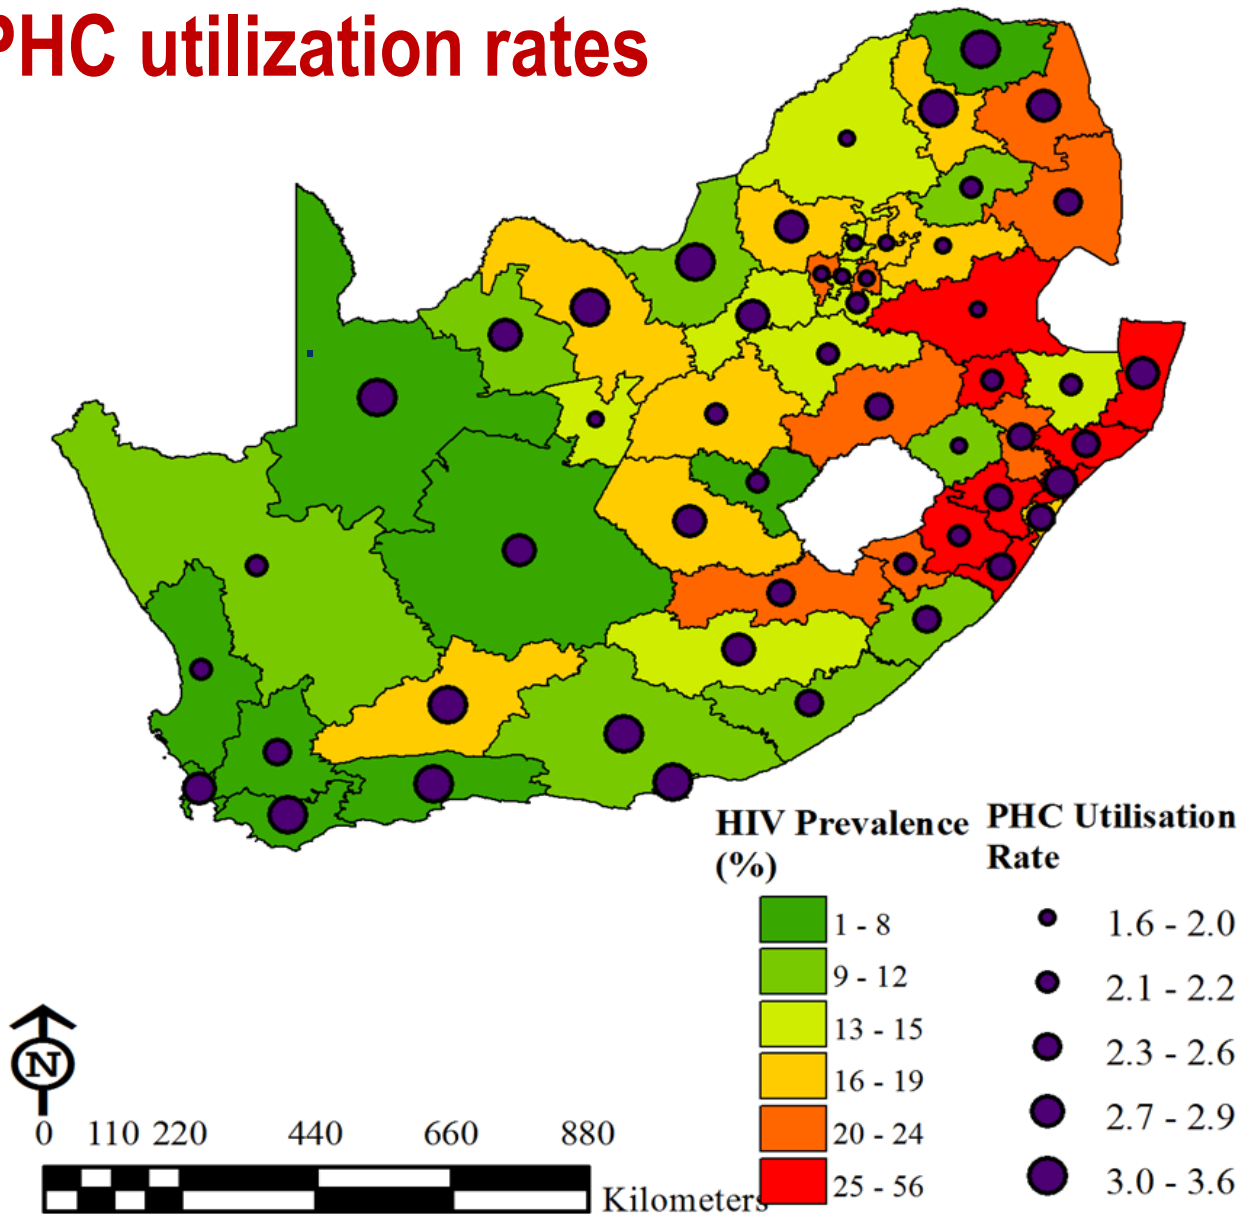 PHC utilization rates
HIV Prevalence
(%)
1 - 8
9 - 12
13 - 15
16 - 19
20 - 24
25 - 56
PHC Utilisation
Rate
1.6 - 2.0
2.1 - 2.2
2.3 - 2.6
2.7 - 2.9
3.0 - 3.6
N
0 110 220 440 660 880
Kilometers